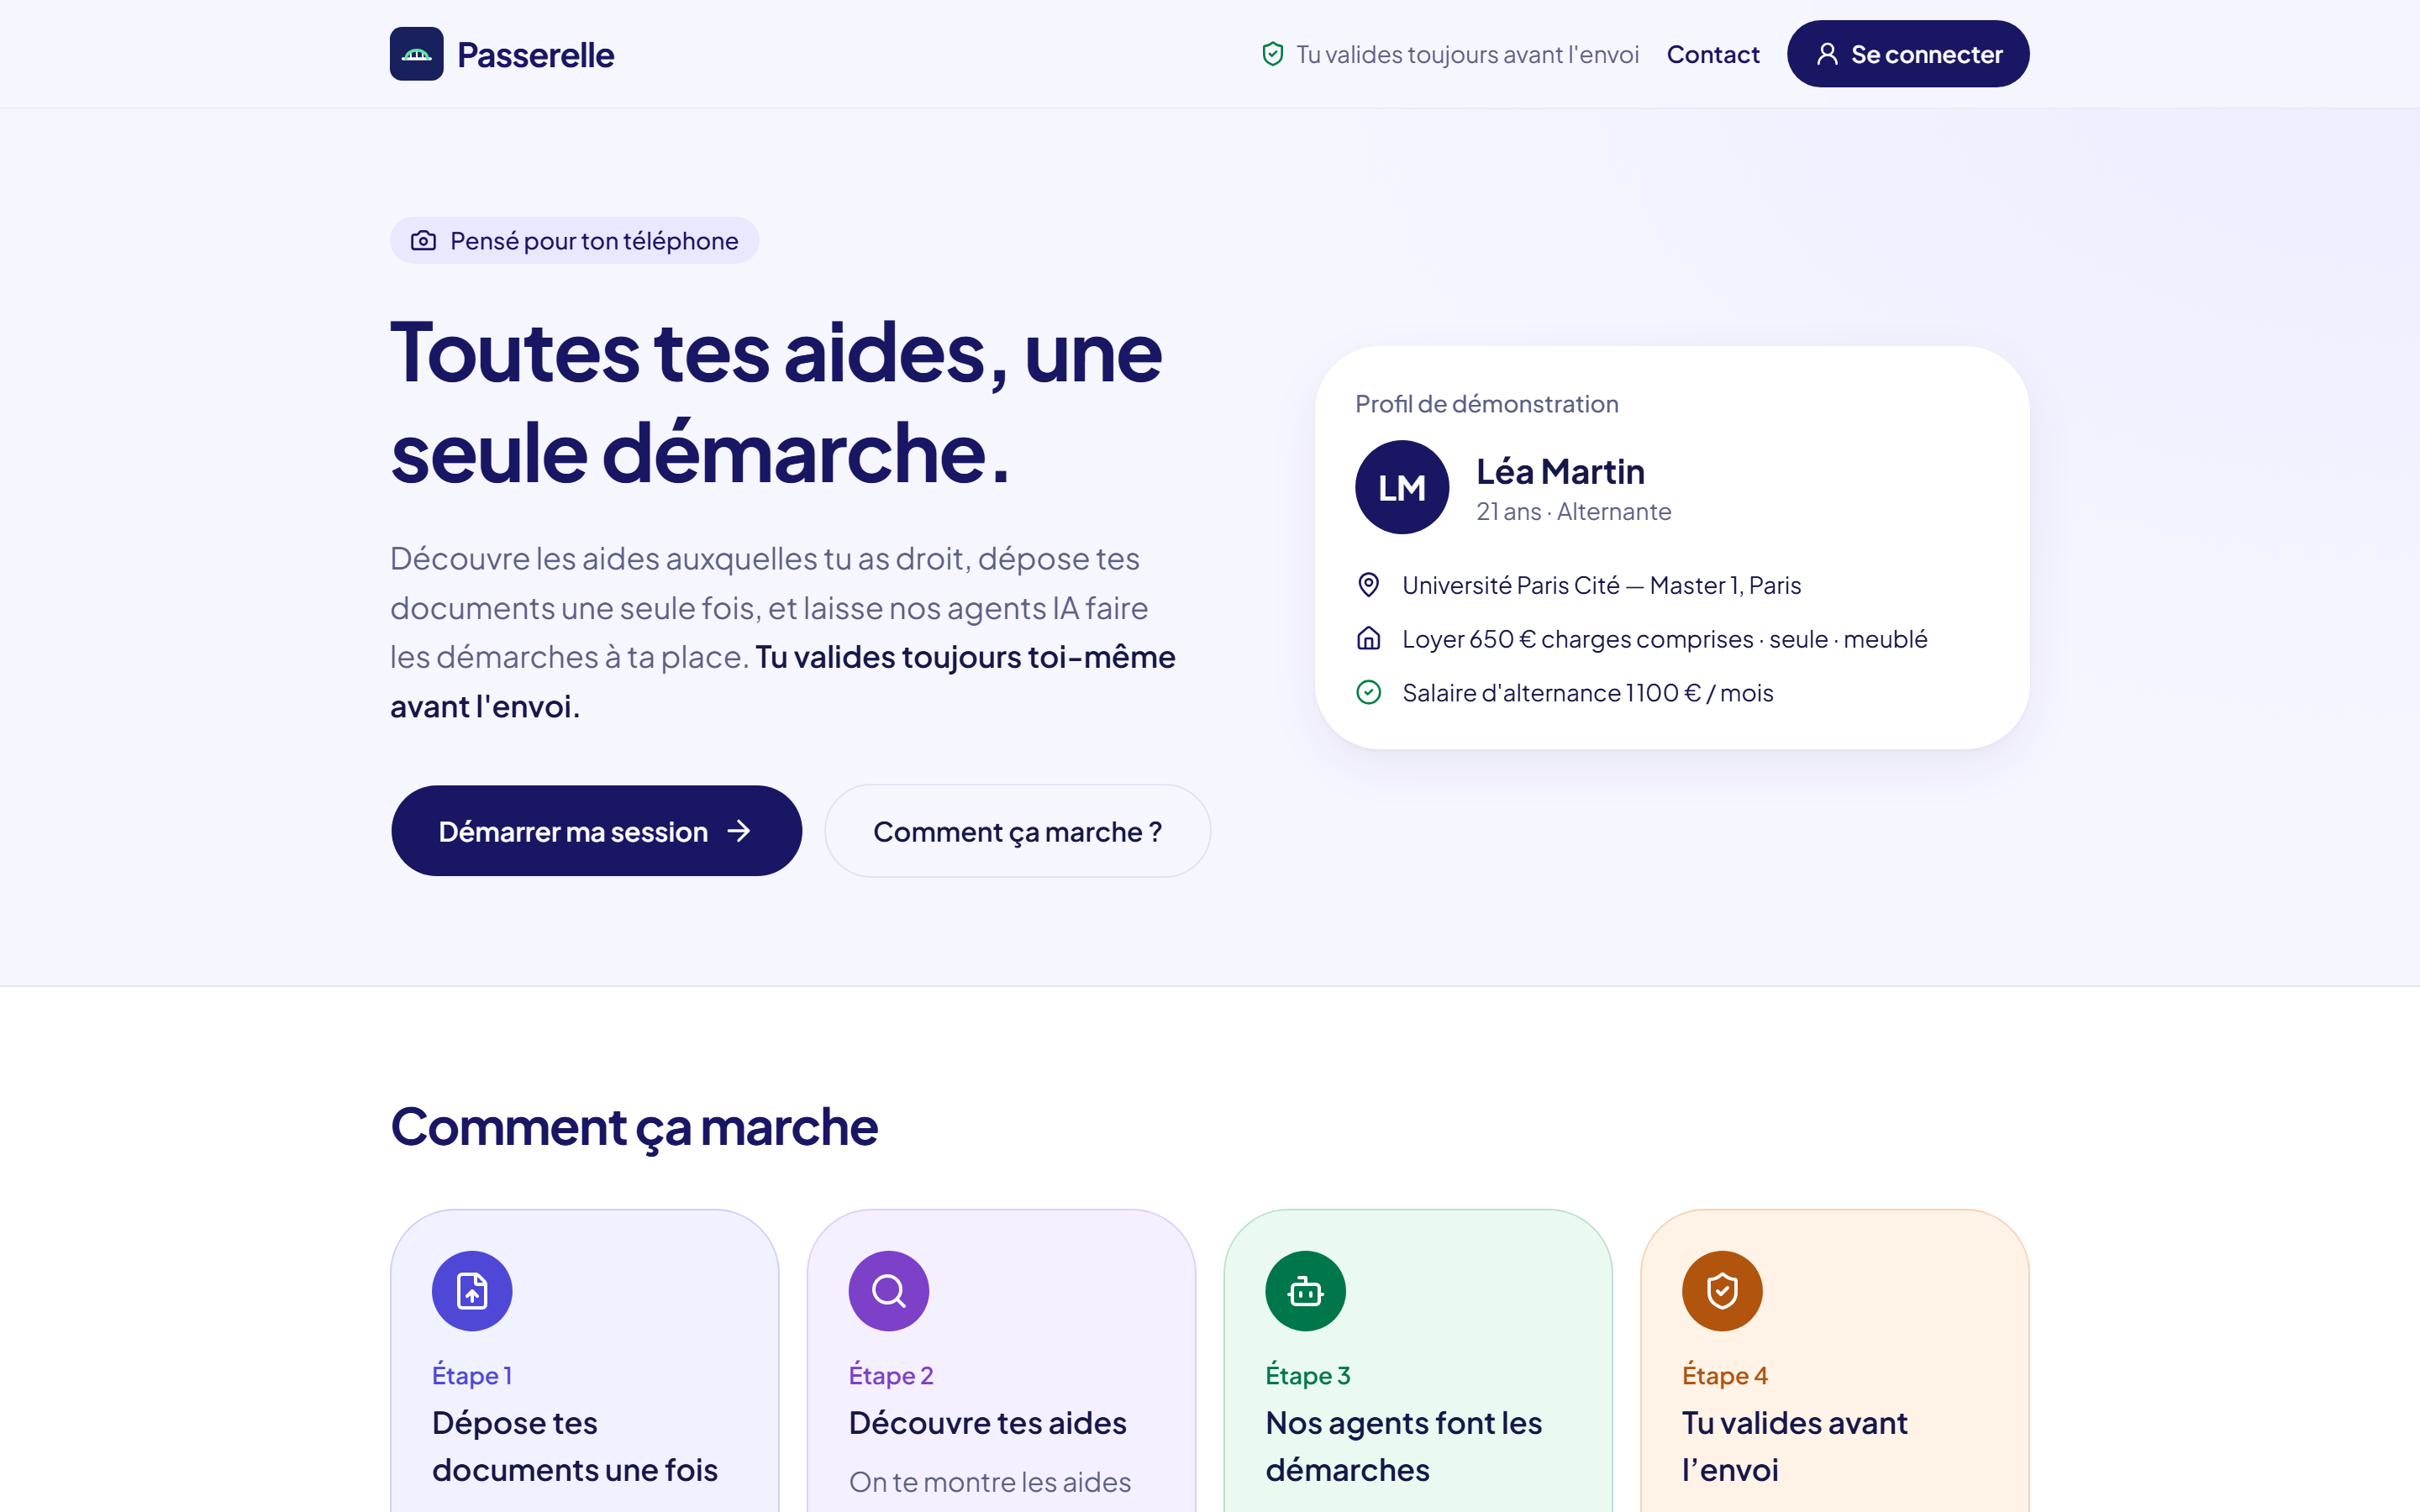 Passerelle
Tu valides toujours avant l'envoi
Contact
Se connecter
Pensé pour ton téléphone
Toutes tes aides, une
seule démarche.
Découvre les aides auxquelles tu as droit, dépose tes
documents une seule fois, et laisse nos agents IA faire
les démarches à ta place. Tu valides toujours toi-même
avant l'envoi.
Démarrer ma session
Comment ça marche ?
Profil de démonstration
LM
Léa Martin
21 ans · Alternante
Université Paris Cité — Master 1, Paris
Loyer 650 € charges comprises · seule · meublé
Salaire d'alternance 1100 € / mois
Comment ça marche
Étape 1
Dépose tes
documents une fois
Étape 2
Découvre tes aides
On te montre les aides
Étape 3
Nos agents font les
démarches
Étape 4
Tu valides avant
l’envoi